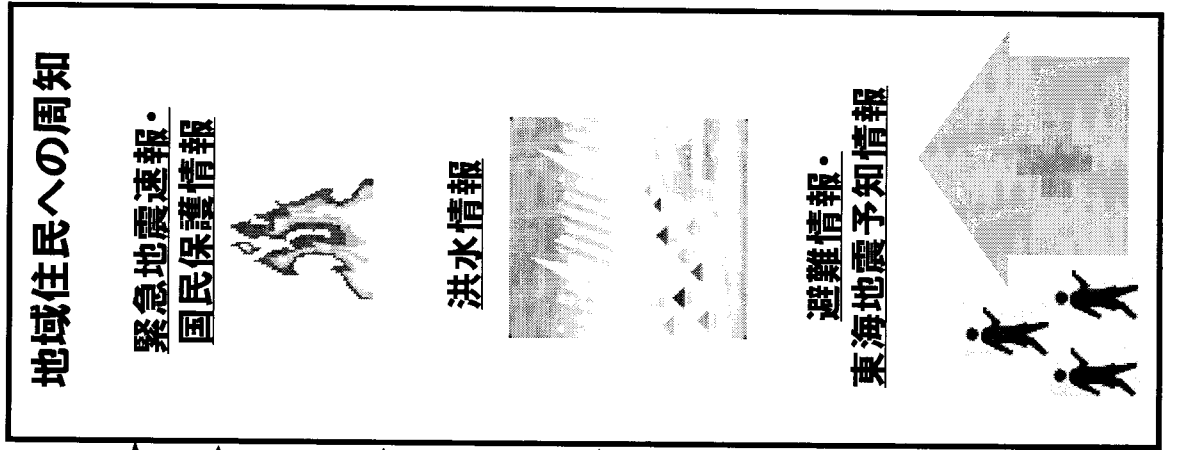 地域住民への周知
緊急地震速報・
国民保護情報
洪水情報
避難情報・
東海地震予知情報